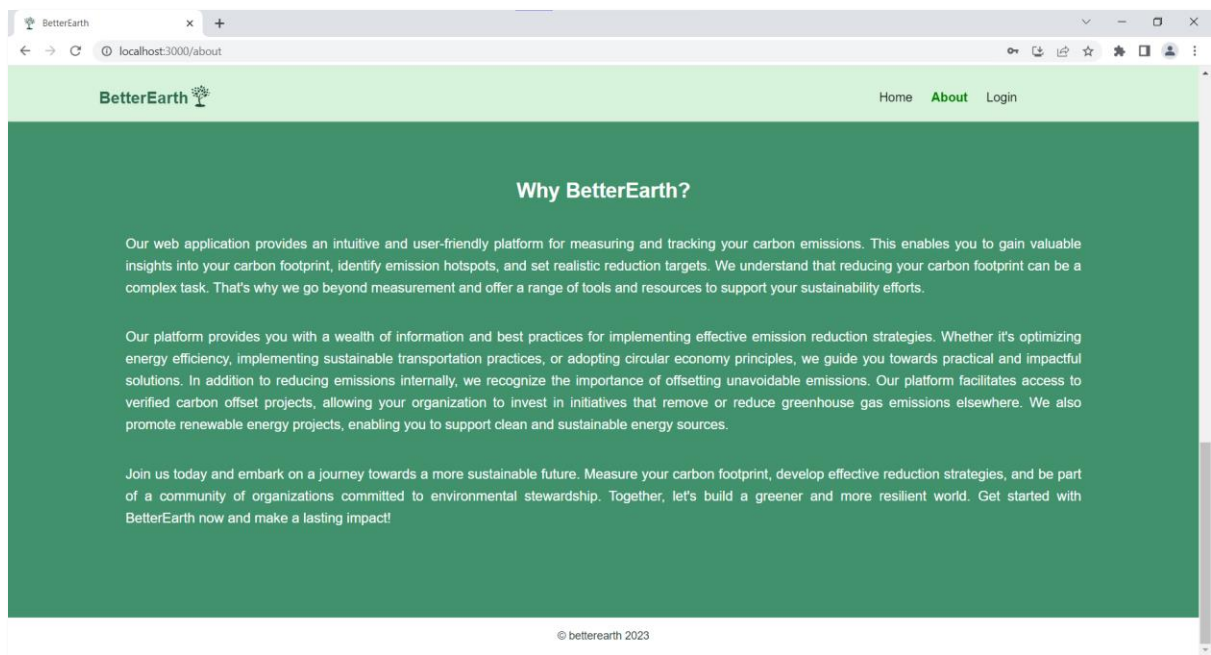 BetterEarth
localhost:3000/about
BetterEarth
Home About Login
Why BetterEarth?
Our web application provides an intuitive and user-friendly platform for measuring and tracking your carbon emissions. This enables you to gain valuable
insights into your carbon footprint, identify emission hotspots, and set realistic reduction targets. We understand that reducing your carbon footprint can be a
complex task. That's why we go beyond measurement and offer a range of tools and resources to support your sustainability efforts.
Our platform provides you with a wealth of information and best practices for implementing effective emission reduction strategies. Whether it's optimizing
energy efficiency, implementing sustainable transportation practices, or adopting circular economy principles, we guide you towards practical and impactful
solutions. In addition to reducing emissions internally, we recognize the importance of offsetting unavoidable emissions. Our platform facilitates access to
verified carbon offset projects, allowing your organization to invest in initiatives that remove or reduce greenhouse gas emissions elsewhere. We also
promote renewable energy projects, enabling you to support clean and sustainable energy sources.
Join us today and embark on a journey towards a more sustainable future. Measure your carbon footprint, develop effective reduction strategies, and be part
of a community of organizations committed to environmental stewardship. Together, let's build a greener and more resilient world. Get started with
BetterEarth now and make a lasting impact!
© betterearth 2023